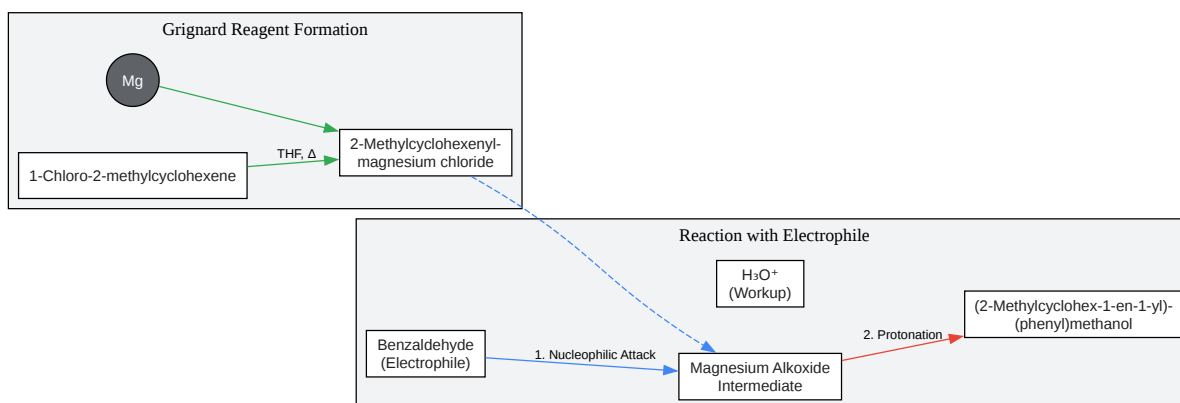 Grignard Reagent Formation
Mg
1-Chloro-2-methylcyclohexene
THF, Δ
2-Methylcyclohexenyl-
magnesium chloride
Reaction with Electrophile
H₃O⁺
(Workup)
Benzaldehyde
(Electrophile)
1. Nucleophilic Attack
Magnesium Alkoxide
Intermediate
2. Protonation
(2-Methylcyclohex-1-en-1-yl)-
(phenyl)methanol